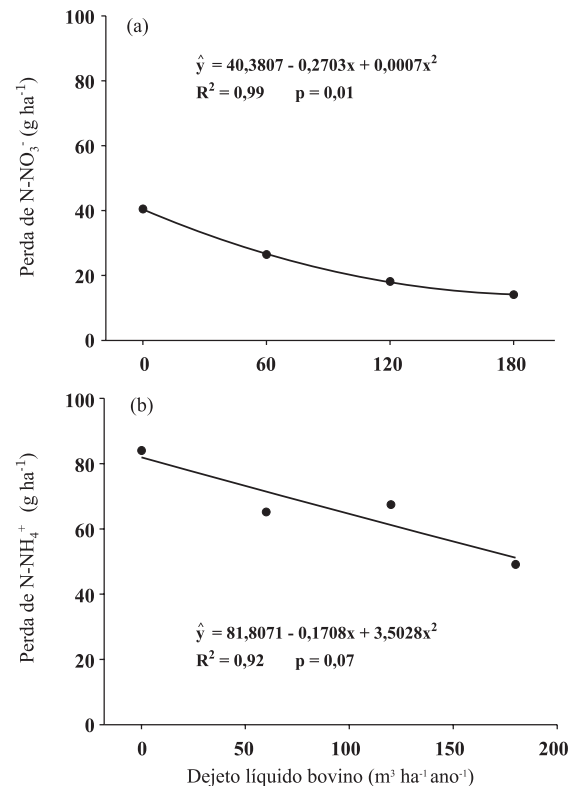 (a)
ŷ = 40,3807 - 0,2703x + 0,0007x²
R² = 0,99 p = 0,01
Perda de N-NO₃⁻ (g ha⁻¹)
100
80
60
40
20
0
0 60 120 180
(b)
ŷ = 81,8071 - 0,1708x + 3,5028x²
R² = 0,92 p = 0,07
Perda de N-NH₄⁺ (g ha⁻¹)
100
80
60
40
20
0
0 50 100 150 200
Dejeto líquido bovino (m³ ha⁻¹ ano⁻¹)